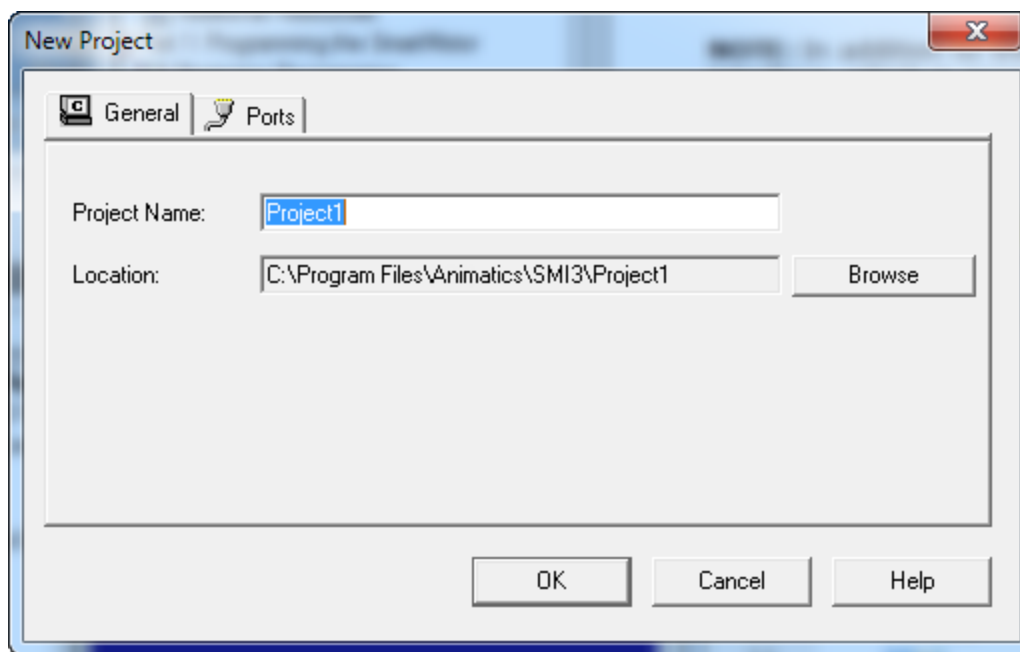 New Project
General
Ports
Project Name: Project1
Location: C:\Program Files\Animatics\SMI3\Project1 Browse
OK Cancel Help